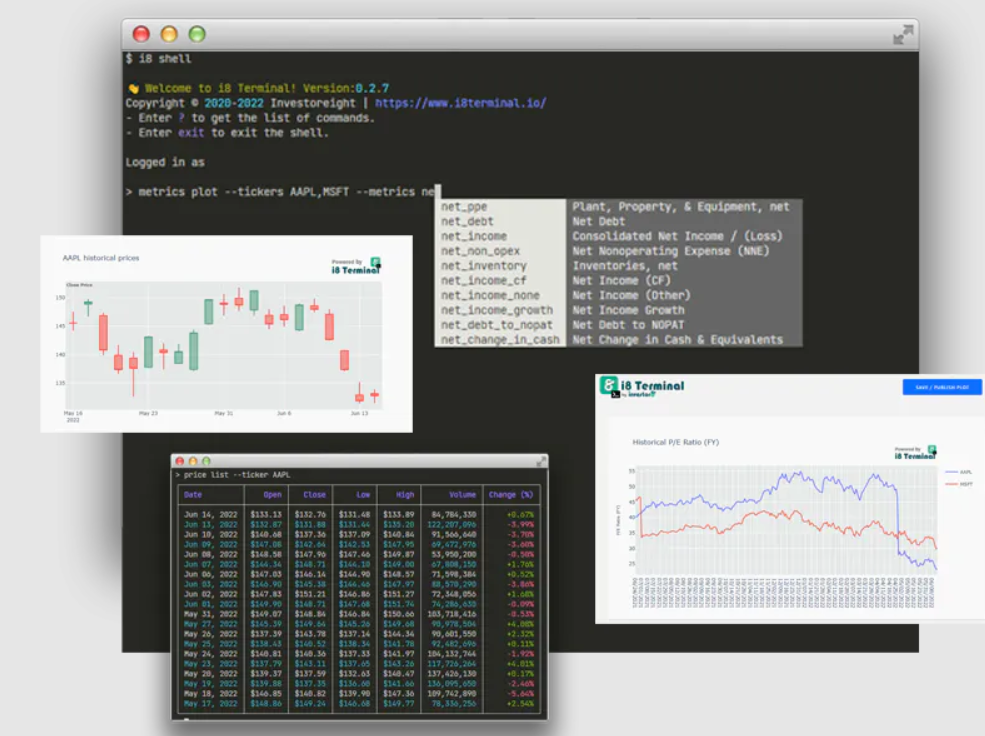 $ i8 shell
👋 Welcome to i8 Terminal! Version:0.2.7
Copyright © 2020-2022 Investoreight | https://www.i8terminal.io/
- Enter ? to get the list of commands.
- Enter exit to exit the shell.
Logged in as
> metrics plot --tickers AAPL,MSFT --metrics ne
net_ppe Plant, Property, & Equipment, net
net_debt Net Debt
net_income Consolidated Net Income / (Loss)
net_non_opex Net Nonoperating Expense (NNE)
net_inventory Inventories, net
net_income_cf Net Income (CF)
net_income_none Net Income (Other)
net_income_growth Net Income Growth
net_debt_to_nopat Net Debt to NOPAT
net_change_in_cash Net Change in Cash & Equivalents
AAPL historical prices
Powered by
i8 Terminal
Close Price
150
145
140
135
May 16 May 23 May 31 Jun 6 Jun 13
2022
i8 Terminal
by investor8
SAVE / PUBLISH PLOT
Historical P/E Ratio (FY)
Powered by
i8 Terminal
AAPL
MSFT
P/E Ratio (FY)
55
50
45
40
35
30
25
> price list --ticker AAPL
Date Open Close Low High Volume Change (%)
Jun 14, 2022 $133.13 $132.76 $131.48 $133.89 84,784,330 +0.67%
Jun 13, 2022 $132.87 $131.88 $131.44 $135.20 122,207,096 -3.99%
Jun 10, 2022 $140.68 $137.36 $137.09 $140.84 91,566,640 -3.78%
Jun 09, 2022 $147.08 $142.64 $142.53 $147.95 69,472,976 -3.60%
Jun 08, 2022 $148.58 $147.96 $147.46 $149.87 53,950,200 -0.50%
Jun 07, 2022 $144.34 $148.71 $144.10 $149.00 67,808,150 +1.76%
Jun 06, 2022 $147.03 $146.14 $144.90 $148.57 71,598,384 +0.52%
Jun 03, 2022 $146.90 $145.38 $144.46 $147.97 88,570,290 -3.86%
Jun 02, 2022 $147.83 $151.21 $146.86 $151.27 72,348,056 +1.68%
Jun 01, 2022 $149.90 $148.71 $147.68 $151.74 74,286,630 -0.09%
May 31, 2022 $149.07 $148.84 $146.84 $150.66 103,718,416 -0.53%
May 27, 2022 $145.39 $149.64 $145.26 $149.68 90,978,504 +4.08%
May 26, 2022 $137.39 $143.78 $137.14 $144.34 90,601,550 +2.32%
May 25, 2022 $138.43 $140.52 $138.34 $141.78 92,482,696 +0.11%
May 24, 2022 $140.81 $140.36 $137.33 $141.97 104,132,744 -1.92%
May 23, 2022 $137.79 $143.11 $137.65 $143.26 117,726,264 +4.01%
May 20, 2022 $139.37 $137.59 $132.63 $140.47 137,426,130 +0.17%
May 19, 2022 $139.88 $137.35 $136.60 $141.66 136,095,650 -2.46%
May 18, 2022 $146.85 $140.82 $139.90 $147.36 109,742,890 -5.64%
May 17, 2022 $148.86 $149.24 $146.68 $149.77 78,336,256 +2.54%